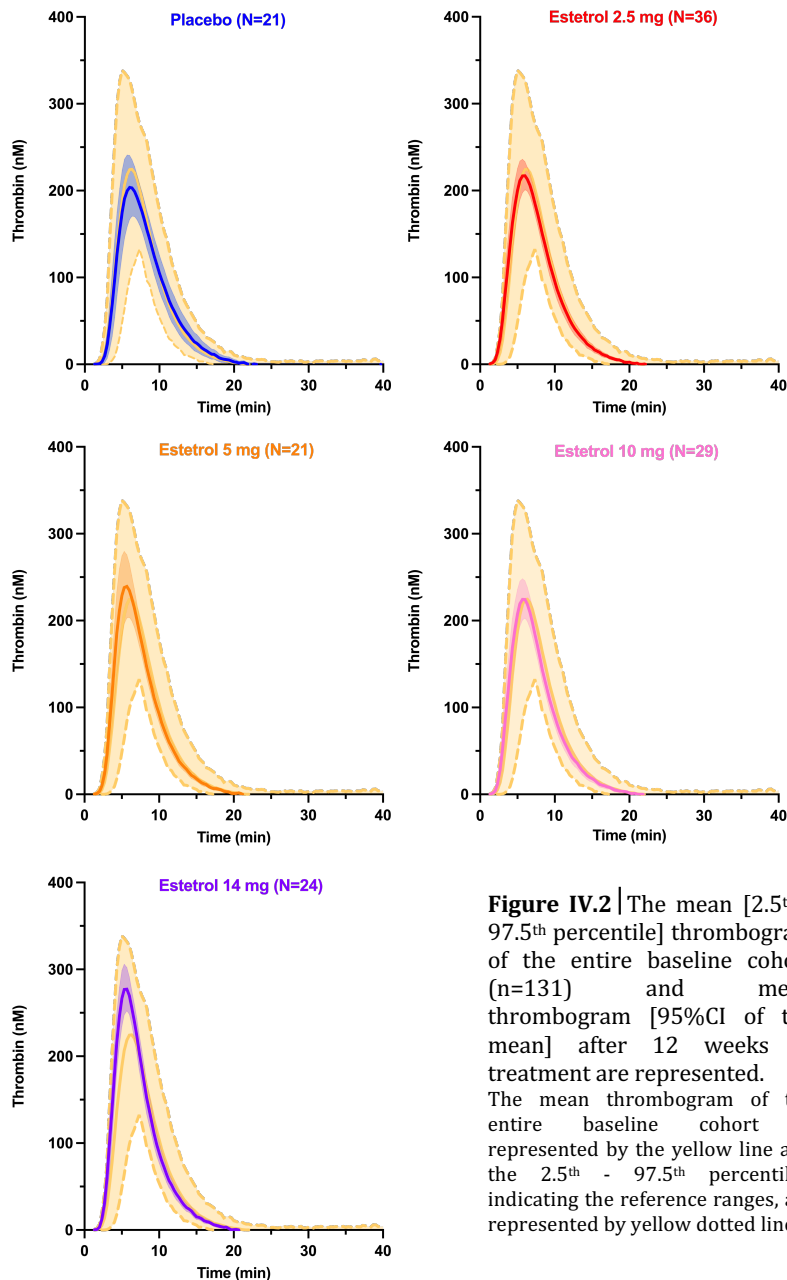 Placebo (N=21)
400
300
200
100
0
Thrombin (nM)
0 10 20 30 40
Time (min)
Estetrol 2.5 mg (N=36)
400
300
200
100
0
Thrombin (nM)
0 10 20 30 40
Time (min)
Estetrol 5 mg (N=21)
400
300
200
100
0
Thrombin (nM)
0 10 20 30 40
Time (min)
Estetrol 10 mg (N=29)
400
300
200
100
0
Thrombin (nM)
0 10 20 30 40
Time (min)
Estetrol 14 mg (N=24)
400
300
200
100
0
Thrombin (nM)
0 10 20 30 40
Time (min)
Figure IV.2 | The mean [2.5th
97.5th percentile] thrombogra
of the entire baseline coho
(n=131) and me
thrombogram [95%CI of t
mean] after 12 weeks
treatment are represented.
The mean thrombogram of t
entire baseline cohort
represented by the yellow line a
the 2.5th - 97.5th percentil
indicating the reference ranges, a
represented by yellow dotted line